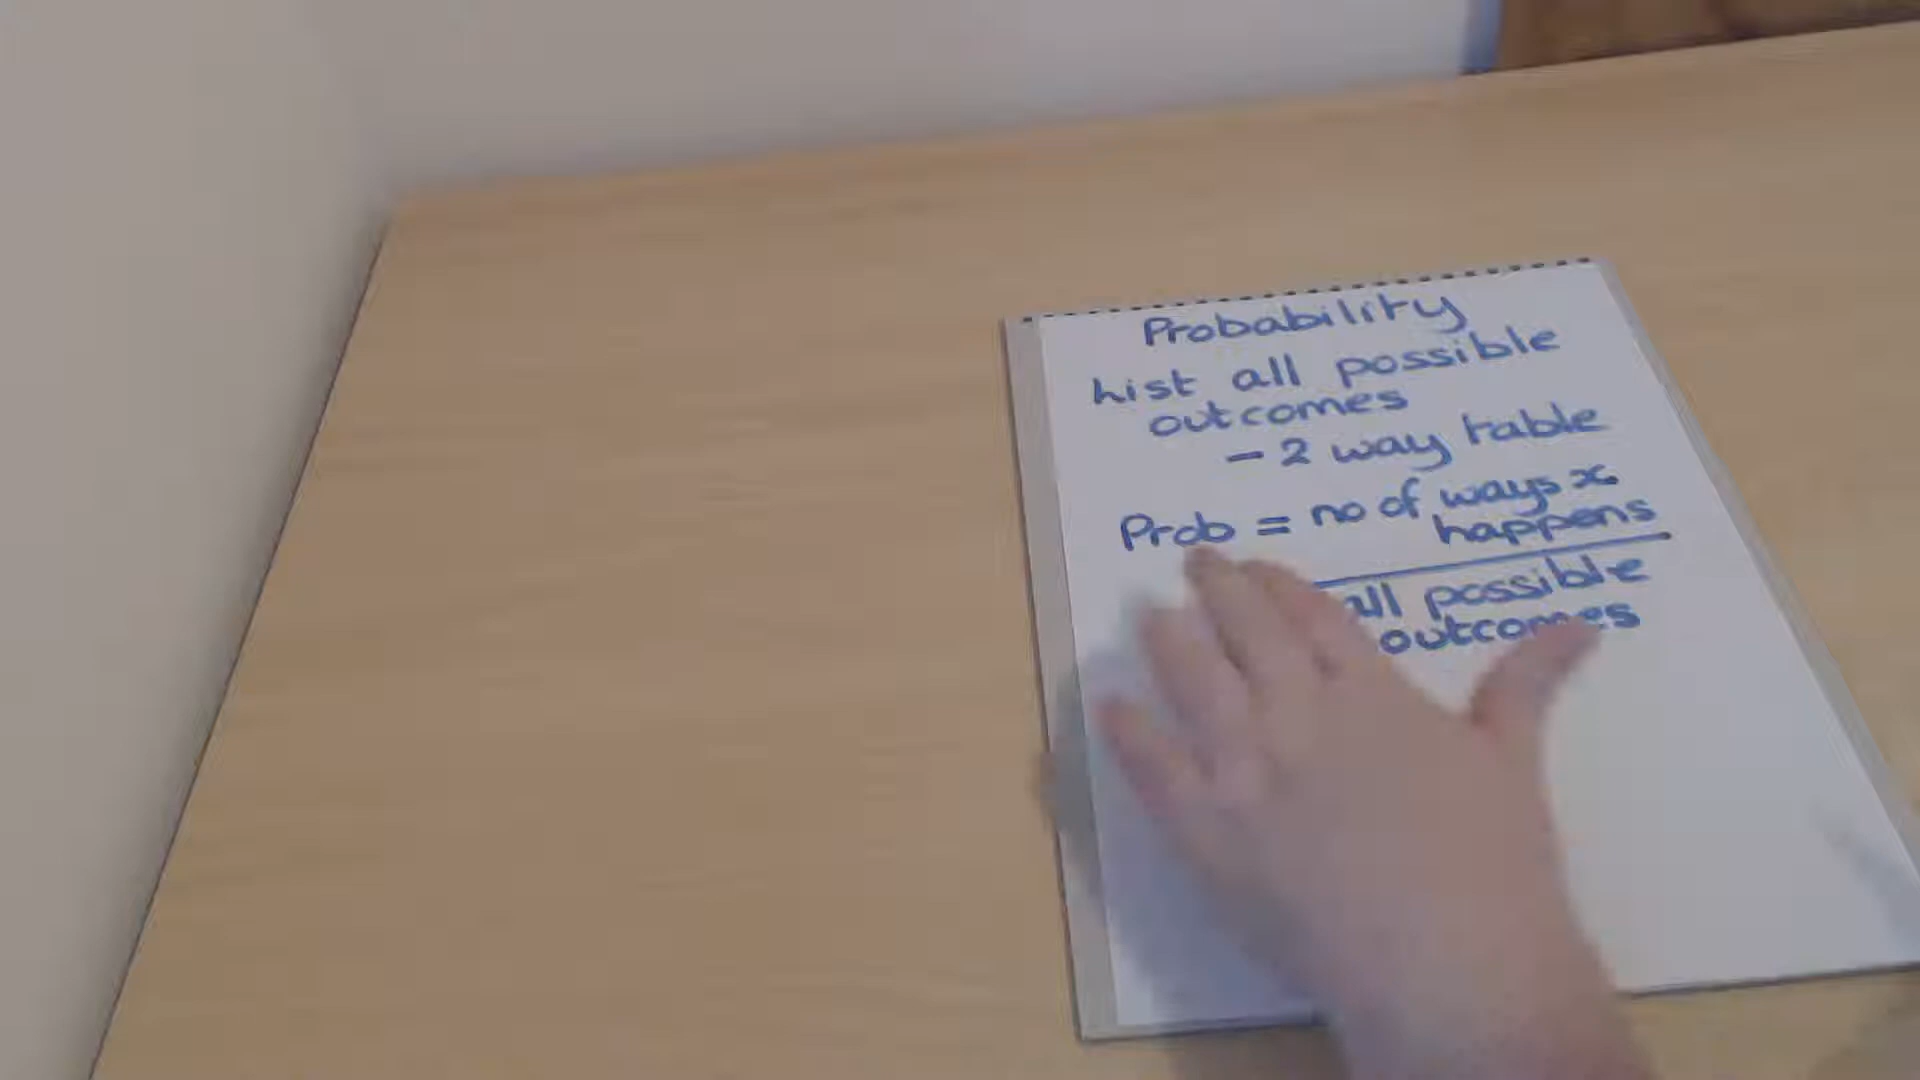 Probability
List all possible
outcomes
- 2 way table
Prob = no of ways x
happens
all possible
outcomes